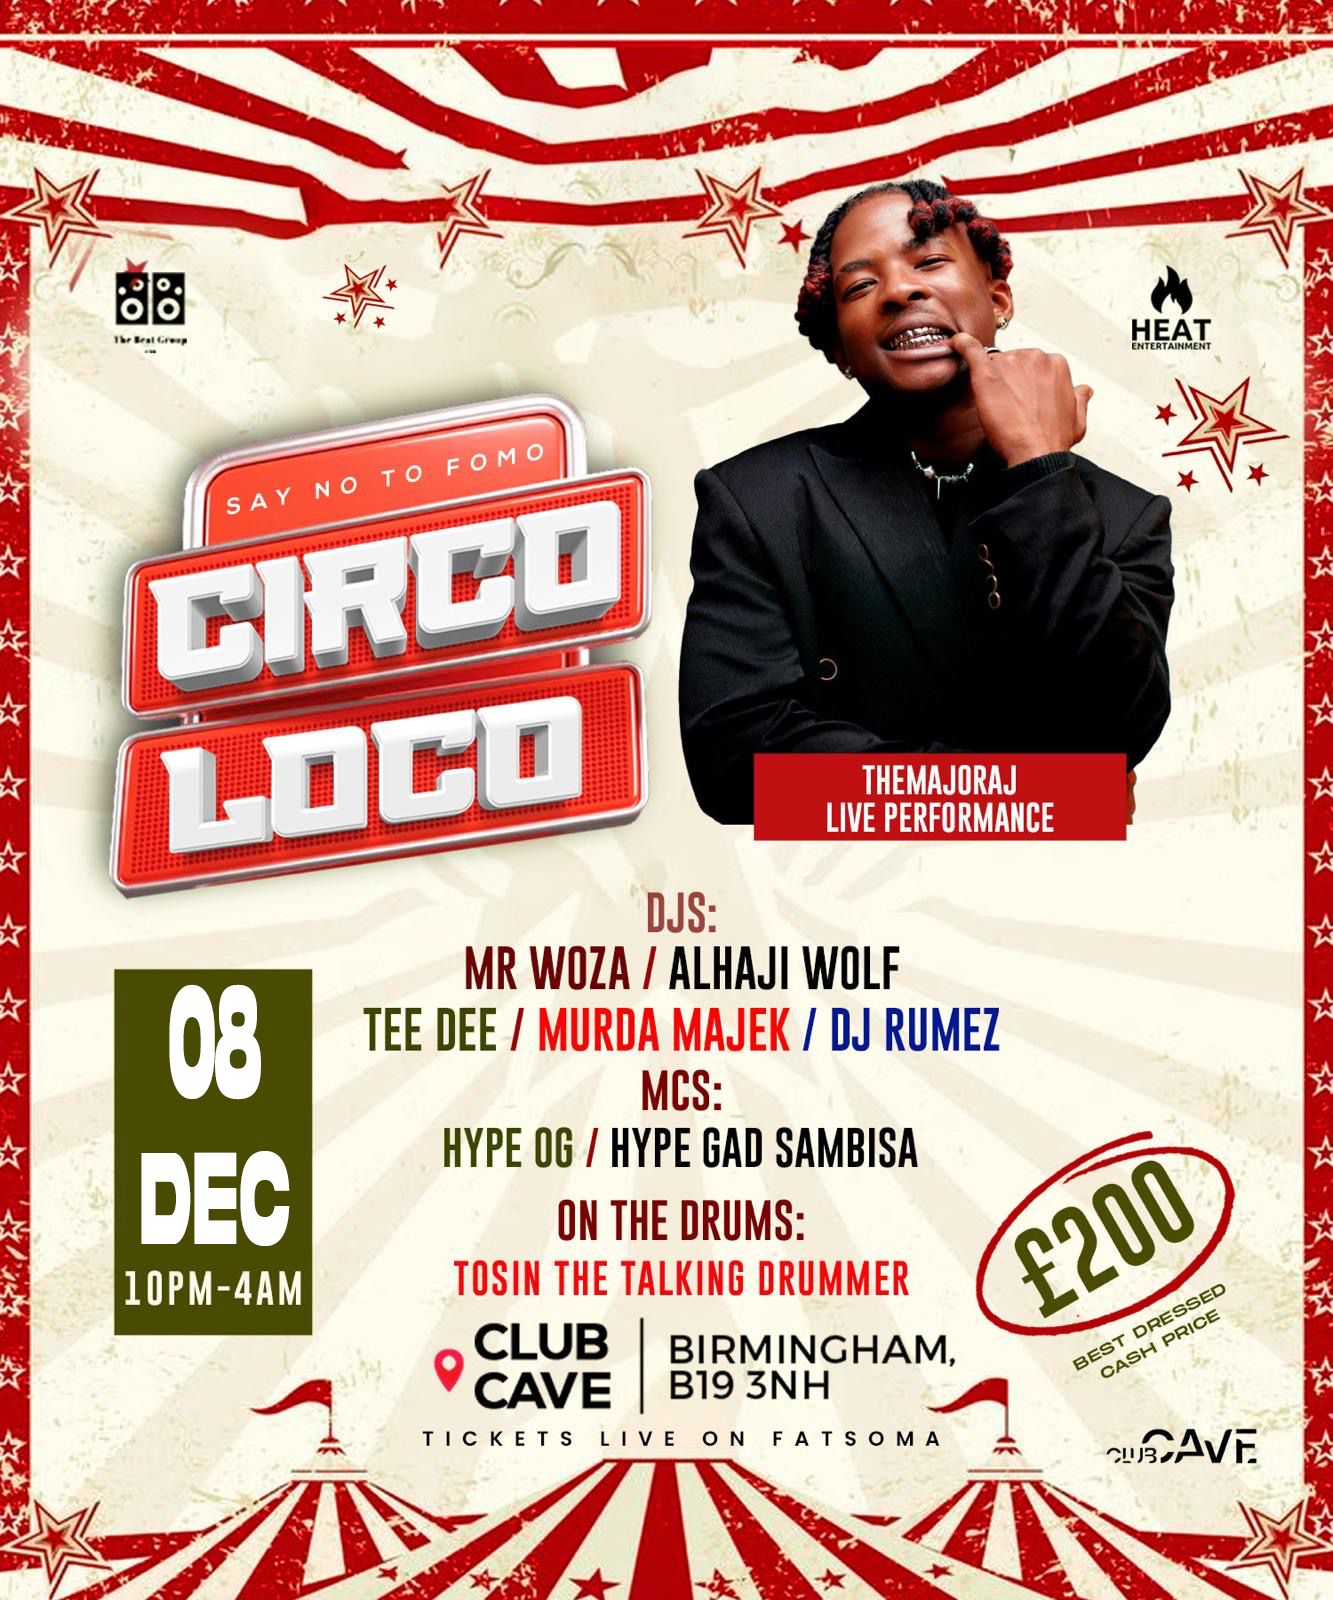 The Beat Group
HEAT
ENTERTAINMENT
SAY NO TO FOMO
CIRCO
LOCO
THEMAJORAJ
LIVE PERFORMANCE
DJS:
MR WOZA / ALHAJI WOLF
TEE DEE / MURDA MAJEK / DJ RUMEZ
MCS:
HYPE OG / HYPE GAD SAMBISA
ON THE DRUMS:
TOSIN THE TALKING DRUMMER
08
DEC
10PM-4AM
£200
BEST DRESSED
CASH PRICE
CLUB
CAVE
BIRMINGHAM,
B19 3NH
TICKETS LIVE ON FATSOMA
CLUB CAVE